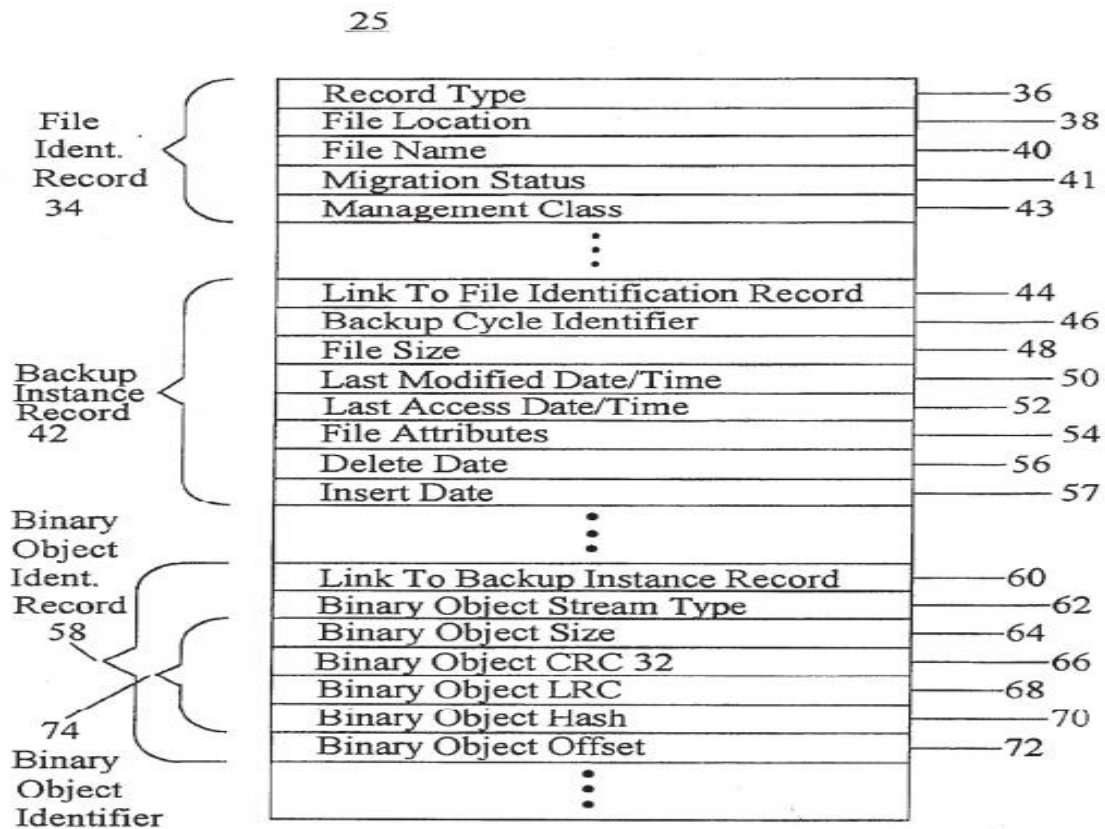 25
File
Ident.
Record
34
Record Type 36
File Location 38
File Name 40
Migration Status 41
Management Class 43
Backup
Instance
Record
42
Link To File Identification Record 44
Backup Cycle Identifier 46
File Size 48
Last Modified Date/Time 50
Last Access Date/Time 52
File Attributes 54
Delete Date 56
Insert Date 57
Binary
Object
Ident.
Record
58
Link To Backup Instance Record 60
Binary Object Stream Type 62
Binary Object Size 64
Binary Object CRC 32 66
Binary Object LRC 68
Binary Object Hash 70
Binary Object Offset 72
74
Binary
Object
Identifier